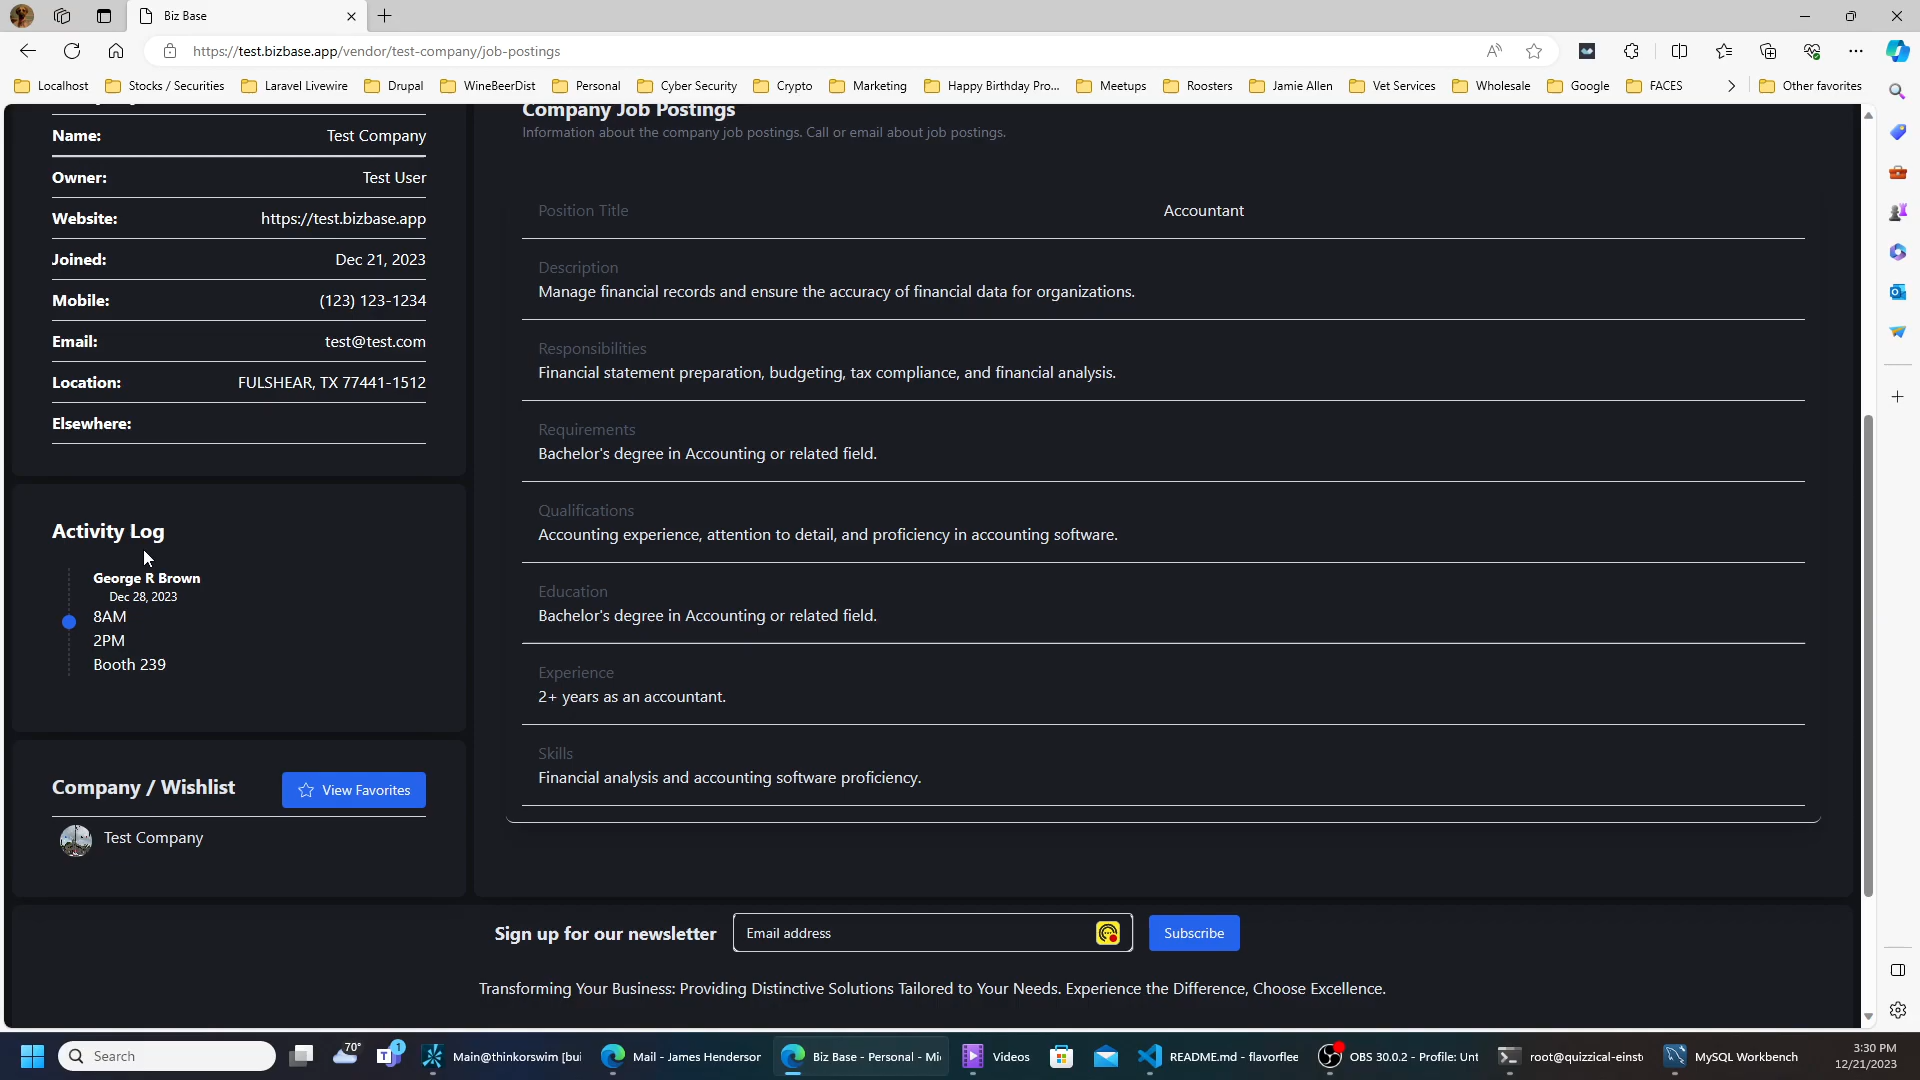 Biz Base
https://test.bizbase.app/vendor/test-company/job-postings
Localhost
Stocks / Securities
Laravel Livewire
Drupal
WineBeerDist
Personal
Cyber Security
Crypto
Marketing
Happy Birthday Pro...
Meetups
Roosters
Jamie Allen
Vet Services
Wholesale
Google
FACES
Other favorites
Name: Test Company
Owner: Test User
Website: https://test.bizbase.app
Joined: Dec 21, 2023
Mobile: (123) 123-1234
Email: test@test.com
Location: FULSHEAR, TX 77441-1512
Elsewhere:
Activity Log
George R Brown
Dec 28, 2023
8AM
2PM
Booth 239
Company / Wishlist
View Favorites
Test Company
Company Job Postings
Information about the company job postings. Call or email about job postings.
Position Title Accountant
Description
Manage financial records and ensure the accuracy of financial data for organizations.
Responsibilities
Financial statement preparation, budgeting, tax compliance, and financial analysis.
Requirements
Bachelor's degree in Accounting or related field.
Qualifications
Accounting experience, attention to detail, and proficiency in accounting software.
Education
Bachelor's degree in Accounting or related field.
Experience
2+ years as an accountant.
Skills
Financial analysis and accounting software proficiency.
Sign up for our newsletter
Email address
Subscribe
Transforming Your Business: Providing Distinctive Solutions Tailored to Your Needs. Experience the Difference, Choose Excellence.
Search
70°
1
Main@thinkorswim [bui
Mail - James Hendersor
Biz Base - Personal - Mi
Videos
README.md - flavorflee
OBS 30.0.2 - Profile: Unt
root@quizzical-einst
MySQL Workbench
3:30 PM
12/21/2023